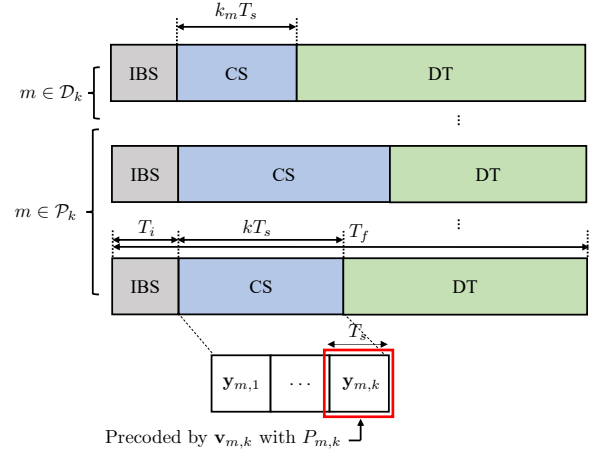 k_m T_s
IBS CS DT
m ∈ 𝒟_k
⋮
IBS CS DT
m ∈ 𝒫_k
⋮
T_i kT_s T_f
IBS CS DT
T_s
y_{m,1} ⋯ y_{m,k}
Precoded by v_{m,k} with P_{m,k}